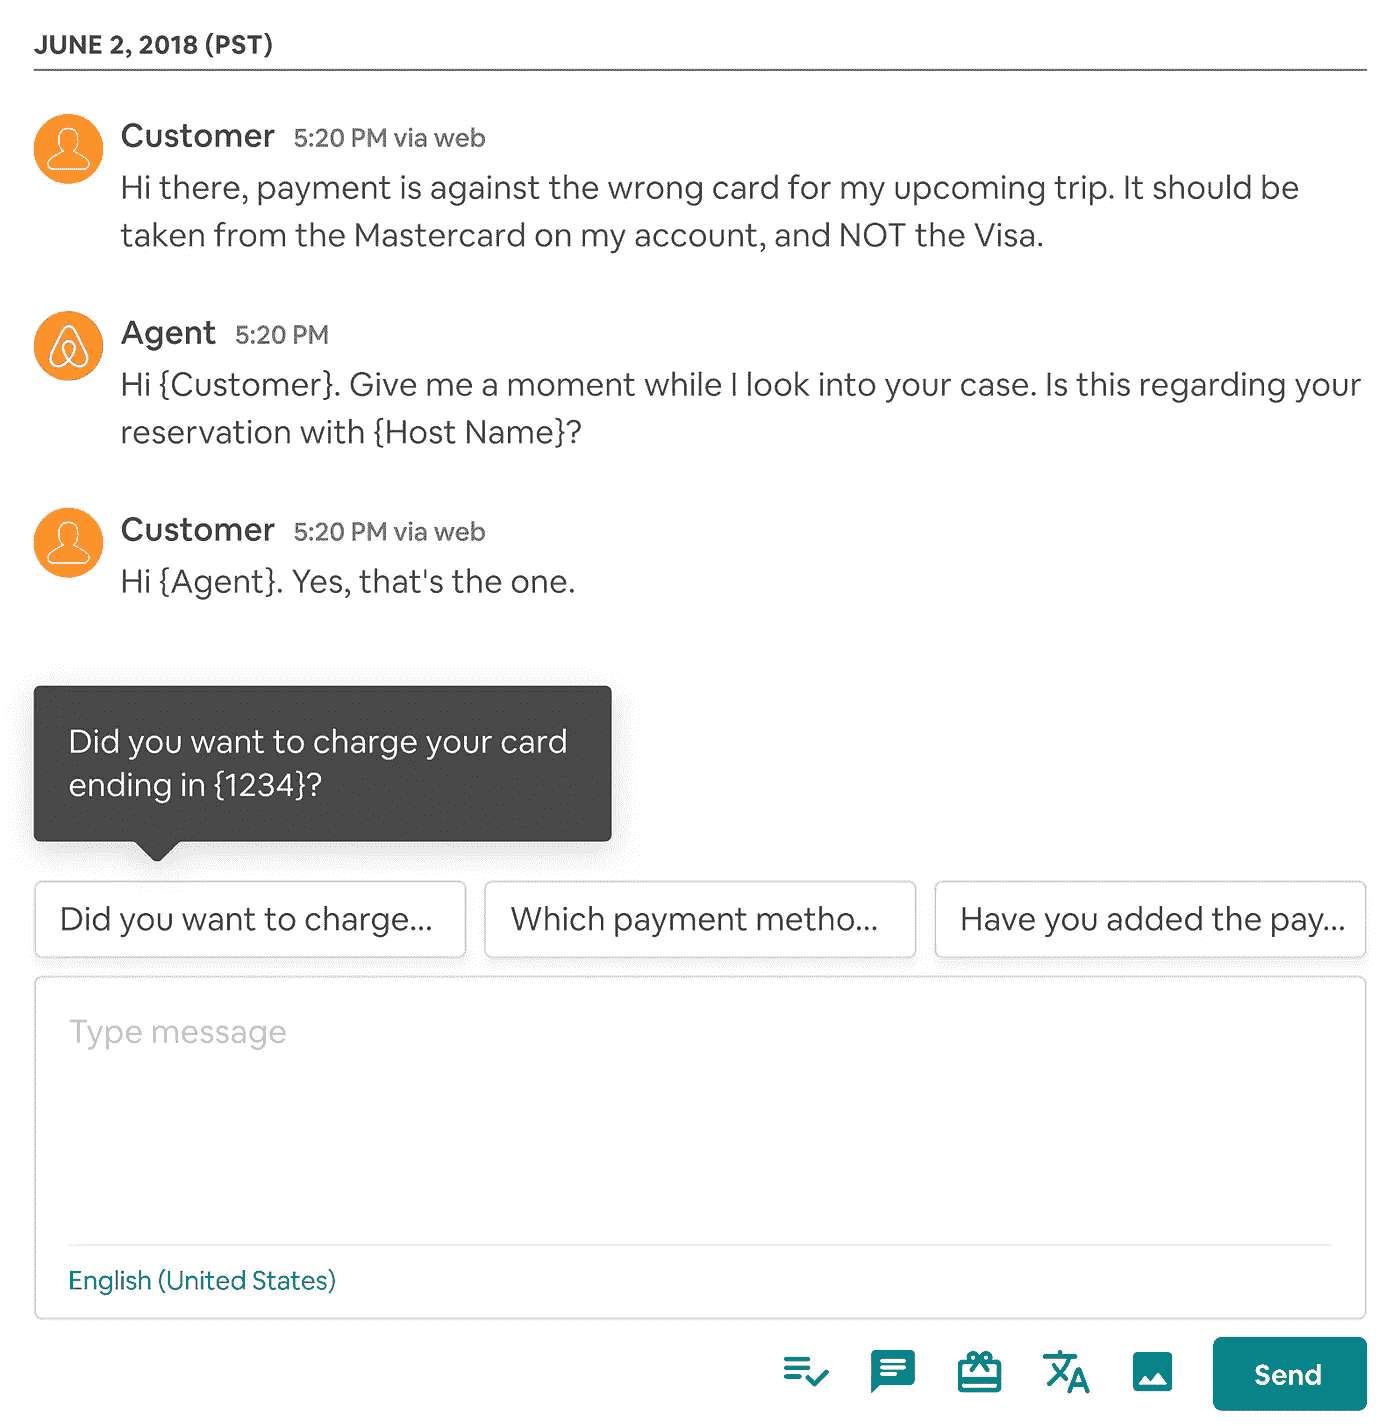 JUNE 2, 2018 (PST)
Customer 5:20 PM via web
Hi there, payment is against the wrong card for my upcoming trip. It should be
taken from the Mastercard on my account, and NOT the Visa.
Agent 5:20 PM
Hi {Customer}. Give me a moment while I look into your case. Is this regarding your
reservation with {Host Name}?
Customer 5:20 PM via web
Hi {Agent}. Yes, that's the one.
Did you want to charge your card
ending in {1234}?
Did you want to charge...
Which payment metho...
Have you added the pay...
Type message
English (United States)
Send